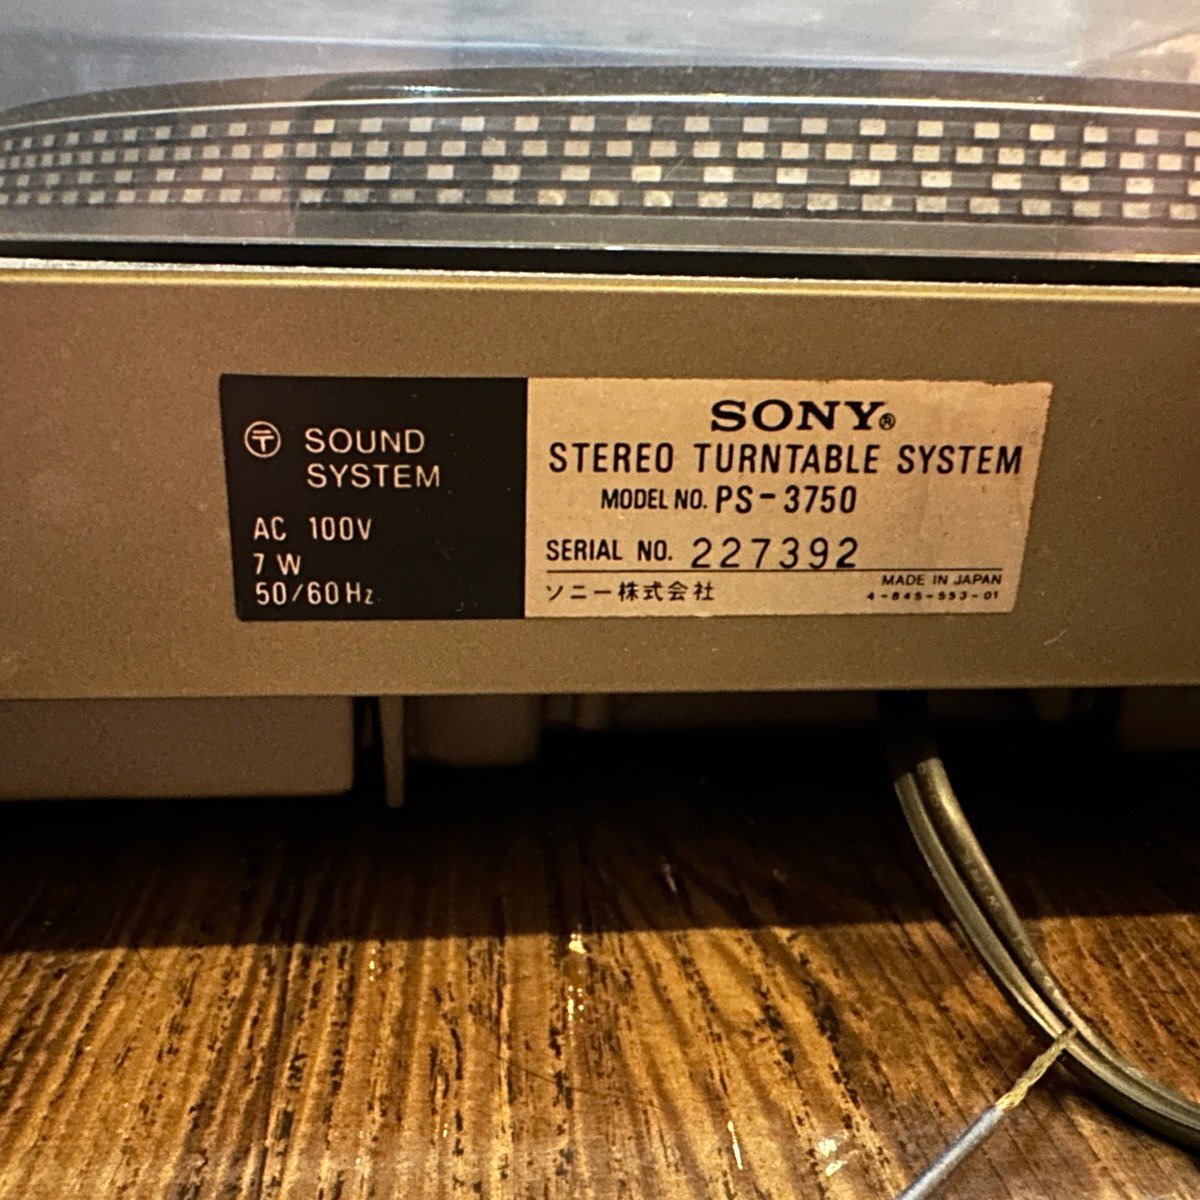 〒 SOUND
SYSTEM
AC 100V
7 W
50/60Hz
SONY®
STEREO TURNTABLE SYSTEM
MODEL NO. PS-3750
SERIAL NO. 227392
ソニー株式会社
MADE IN JAPAN
4-845-553-01